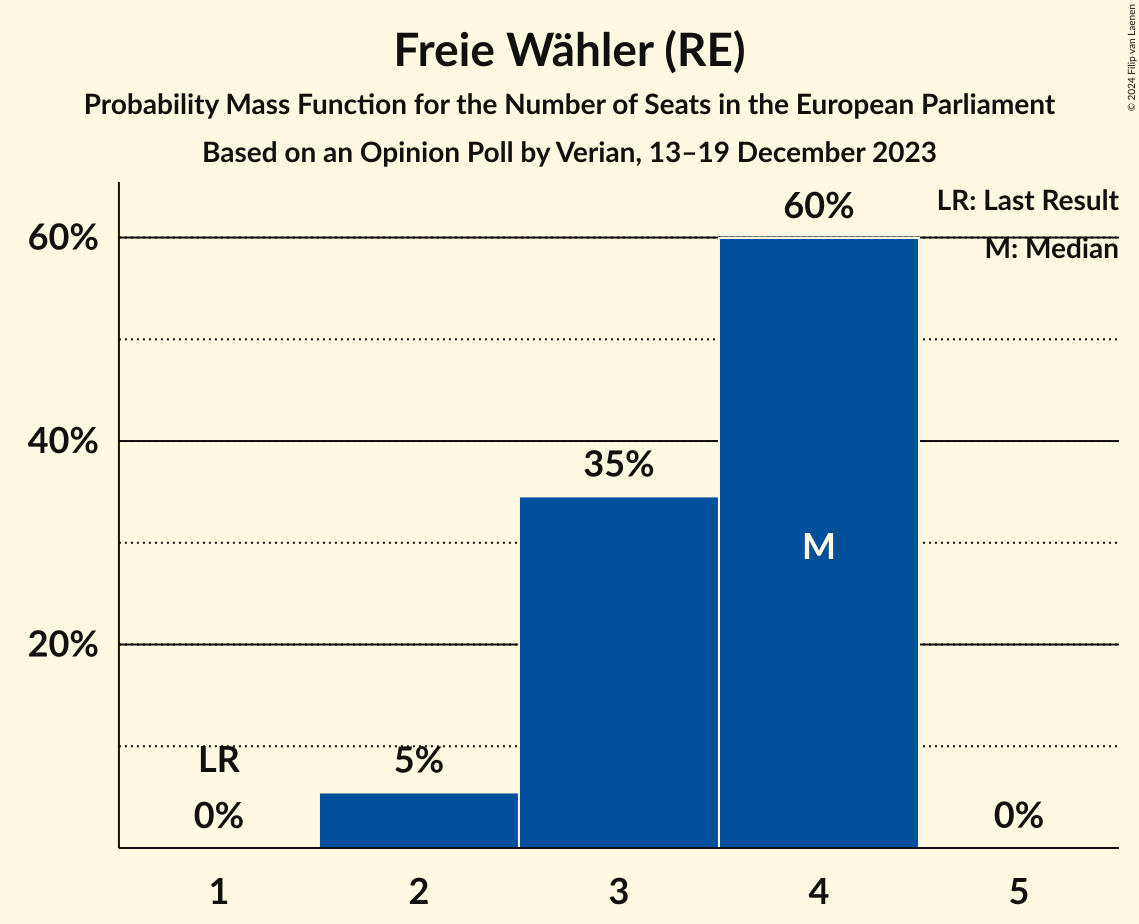 © 2024 Filip van Laenen
Freie Wähler (RE)
Probability Mass Function for the Number of Seats in the European Parliament
Based on an Opinion Poll by Verian, 13–19 December 2023
LR: Last Result
M: Median
60%
40%
20%
60%
35%
M
LR
5%
0%
0%
1 2 3 4 5